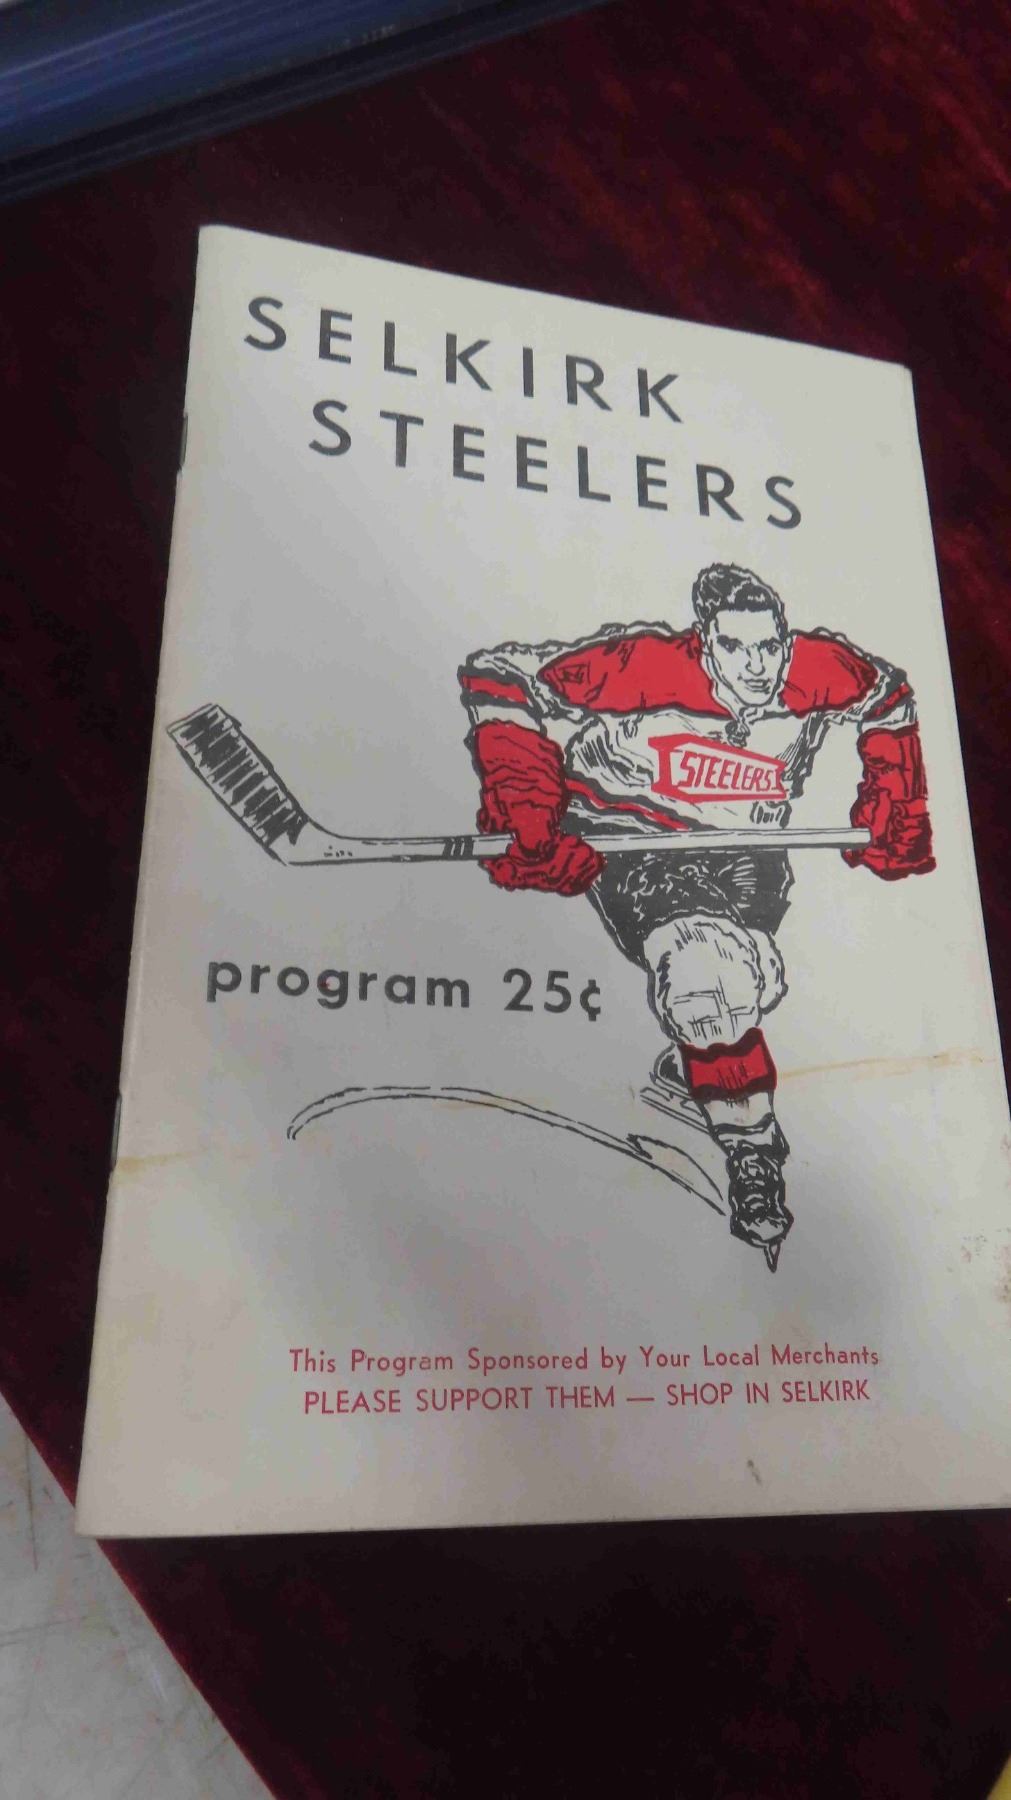 SELKIRK
STEELERS
STEELERS
program 25¢
This Program Sponsored by Your Local Merchants
PLEASE SUPPORT THEM — SHOP IN SELKIRK